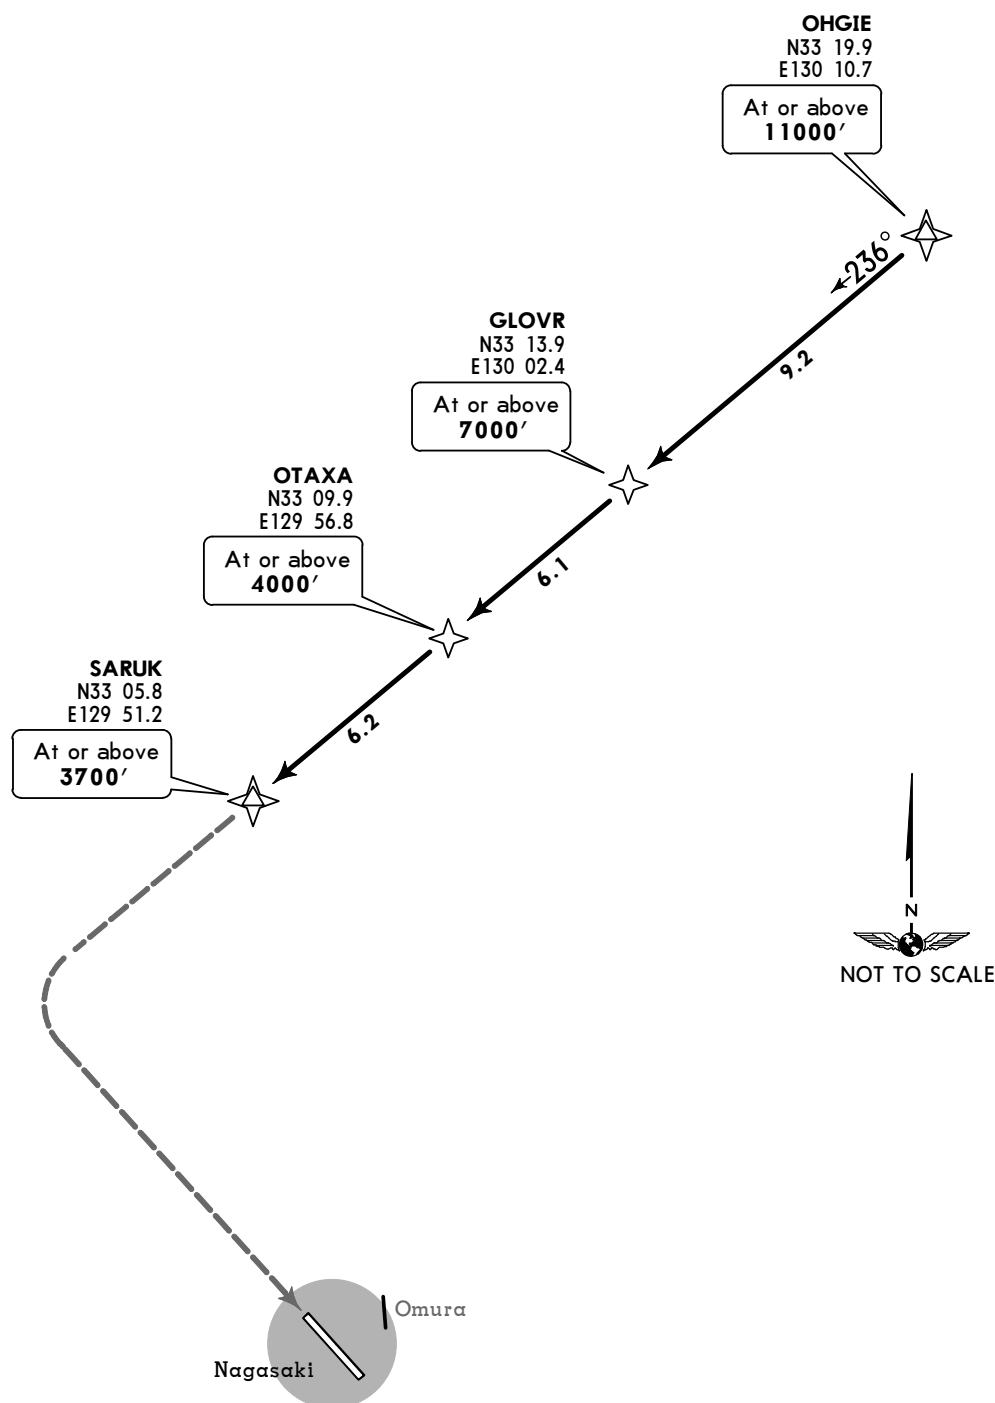 OHGIE
N33 19.9
E130 10.7
At or above
11000′
236°
9.2
GLOVR
N33 13.9
E130 02.4
At or above
7000′
6.1
OTAXA
N33 09.9
E129 56.8
At or above
4000′
6.2
SARUK
N33 05.8
E129 51.2
At or above
3700′
N
NOT TO SCALE
Omura
Nagasaki